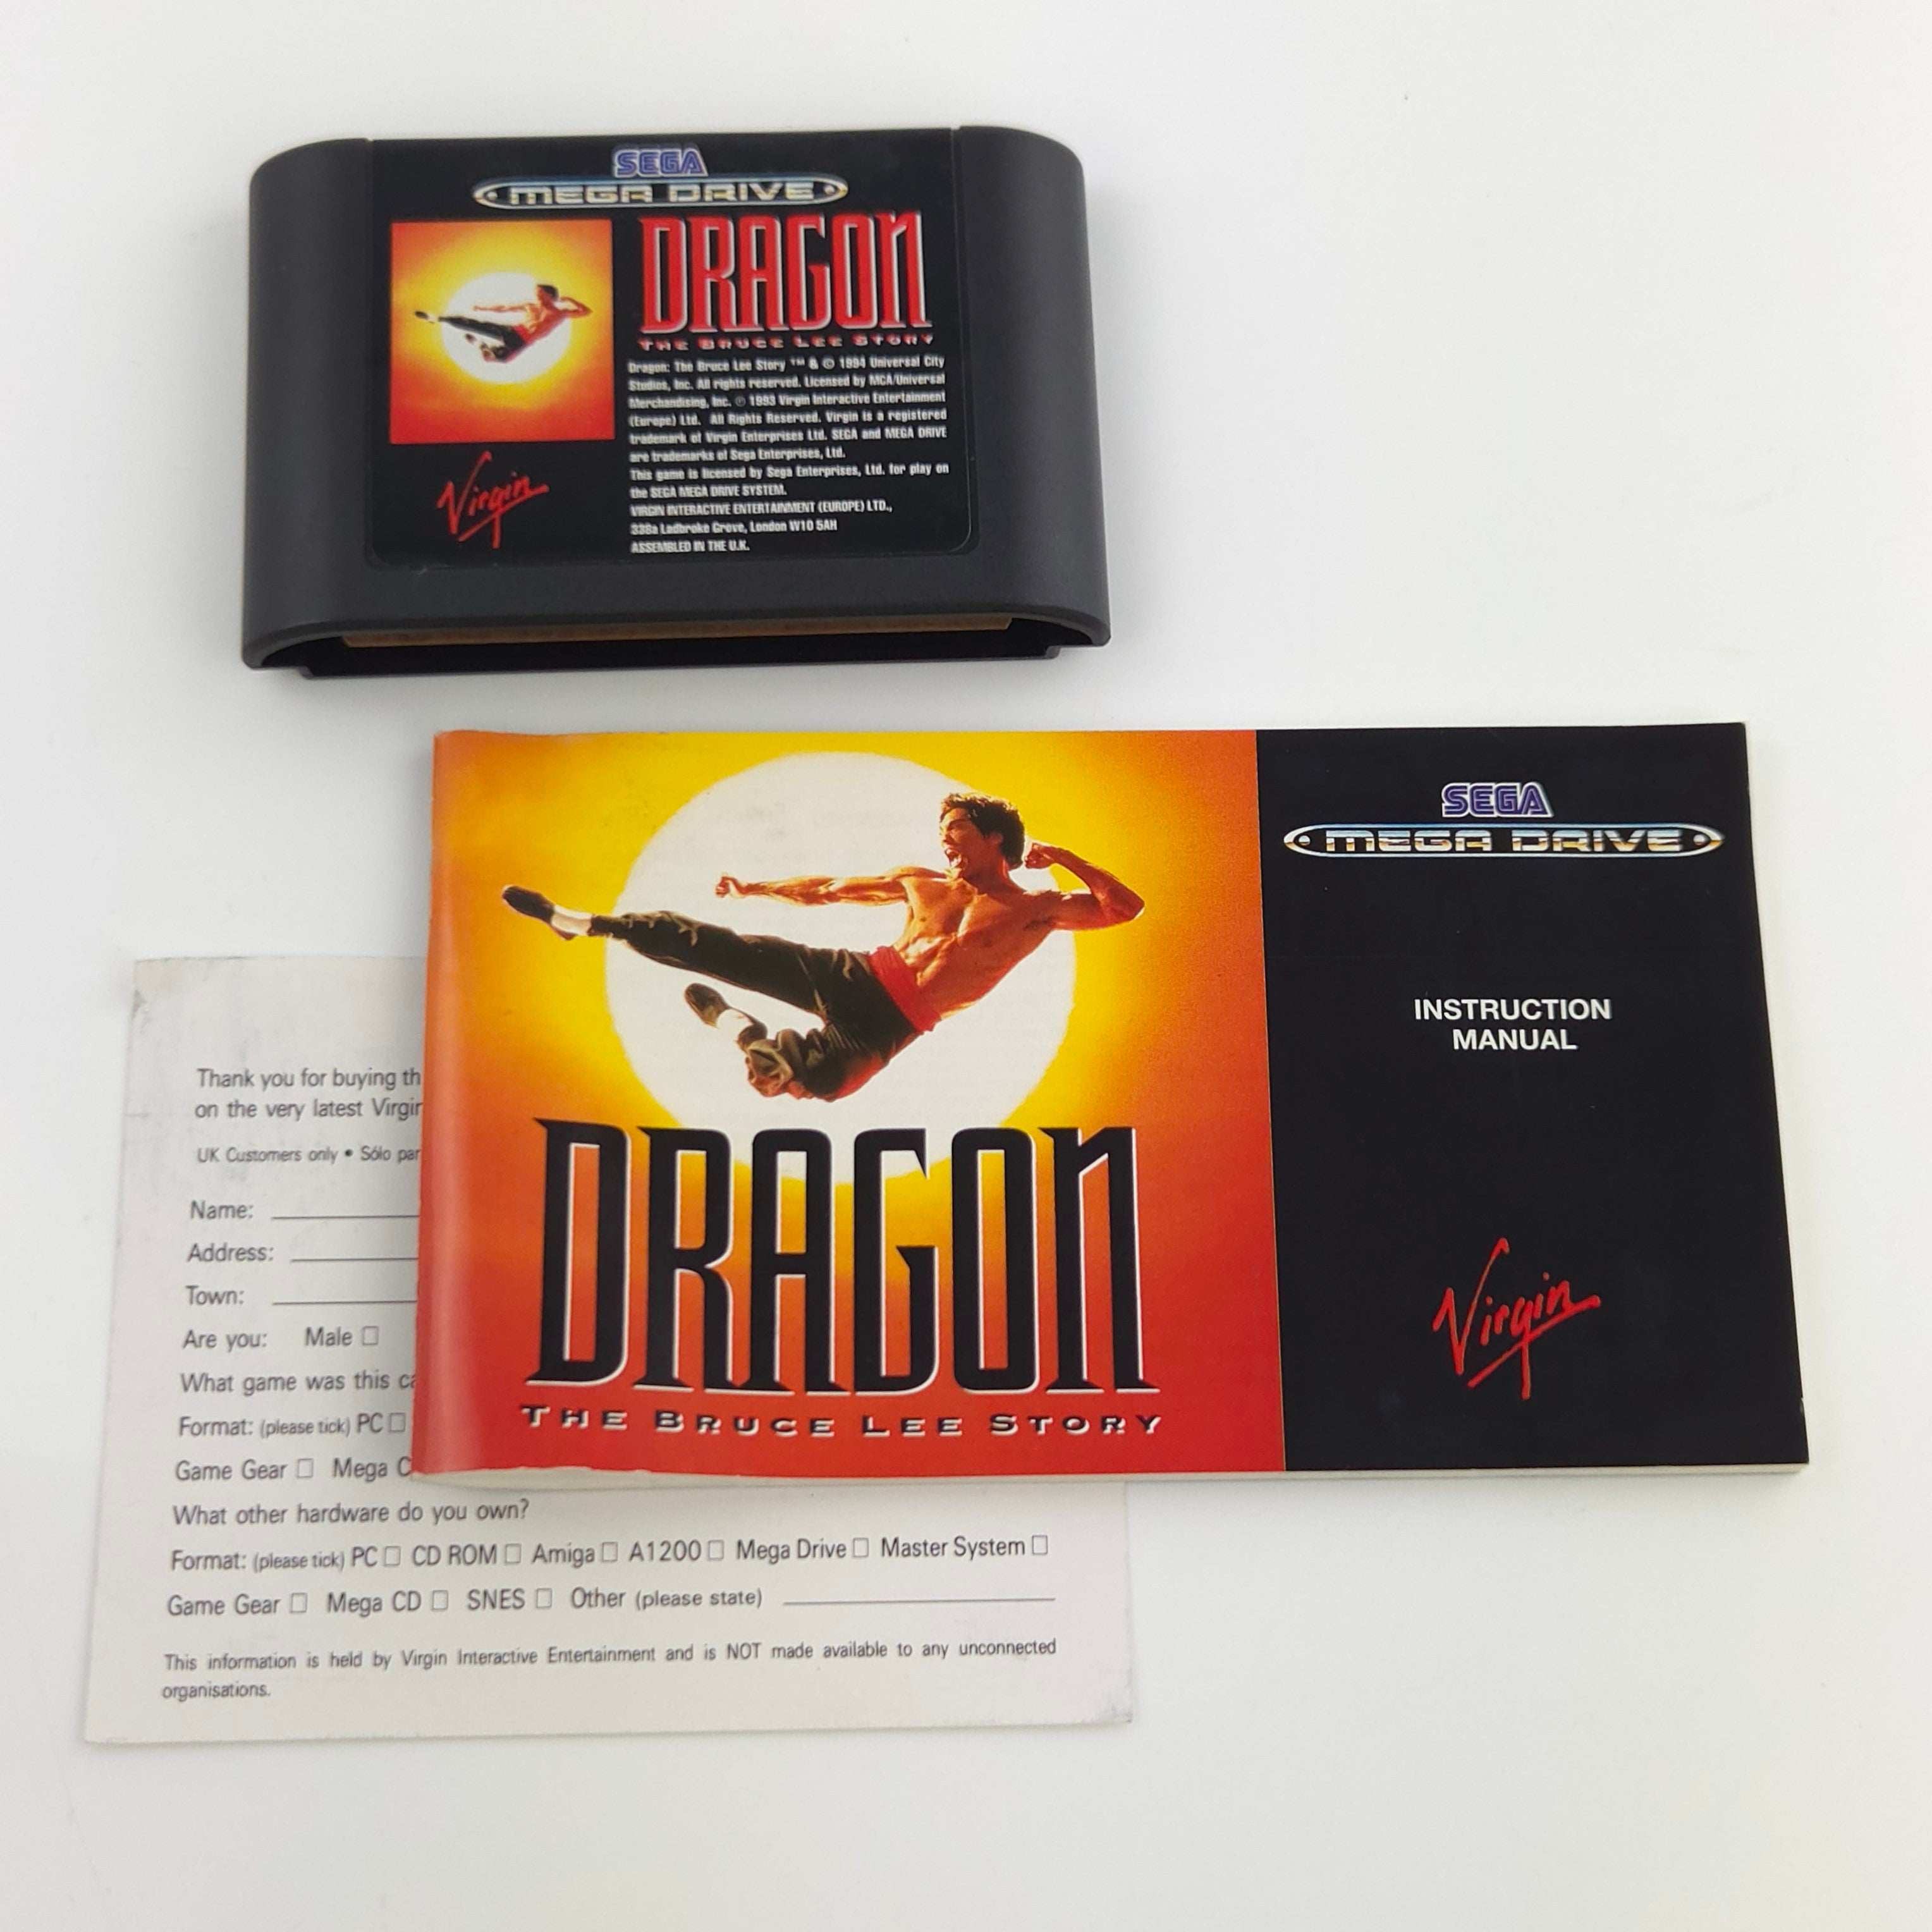 SEGA
MEGA DRIVE
DRAGON
THE BRUCE LEE STORY
Dragon: The Bruce Lee Story ™ & © 1994 Universal City
Studios, Inc. All rights reserved. Licensed by MCA/Universal
Merchandising, Inc. ℗ 1993 Virgin Interactive Entertainment
(Europe) Ltd. All Rights Reserved. Virgin is a registered
trademark of Virgin Enterprises Ltd. SEGA and MEGA DRIVE
are trademarks of Sega Enterprises, Ltd.
This game is licensed by Sega Enterprises, Ltd. for play on
the SEGA MEGA DRIVE SYSTEM.
VIRGIN INTERACTIVE ENTERTAINMENT (EUROPE) LTD.,
338a Ladbroke Grove, London W10 5AH
ASSEMBLED IN THE U.K.
Virgin
DRAGON
THE BRUCE LEE STORY
SEGA
MEGA DRIVE
INSTRUCTION
MANUAL
Virgin
Thank you for buying th
on the very latest Virgin
UK Customers only • Sólo par
Name:
Address:
Town:
Are you: Male □
What game was this ca
Format: (please tick) PC □
Game Gear □ Mega C
What other hardware do you own?
Format: (please tick) PC □ CD ROM □ Amiga □ A1200 □ Mega Drive □ Master System □
Game Gear □ Mega CD □ SNES □ Other (please state)
This information is held by Virgin Interactive Entertainment and is NOT made available to any unconnected
organisations.